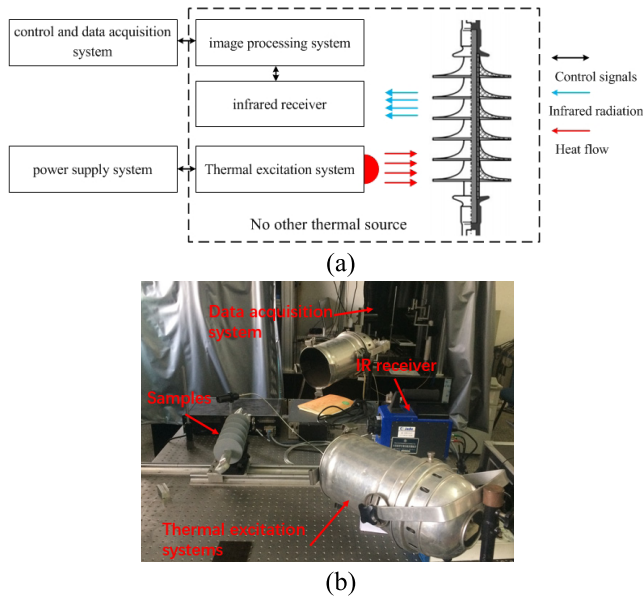 control and data acquisition
system
image processing system
infrared receiver
power supply system
Thermal excitation system
No other thermal source
Control signals
Infrared radiation
Heat flow
(a)
Data acquisition
system
IR receiver
Samples
Thermal excitation
systems
(b)